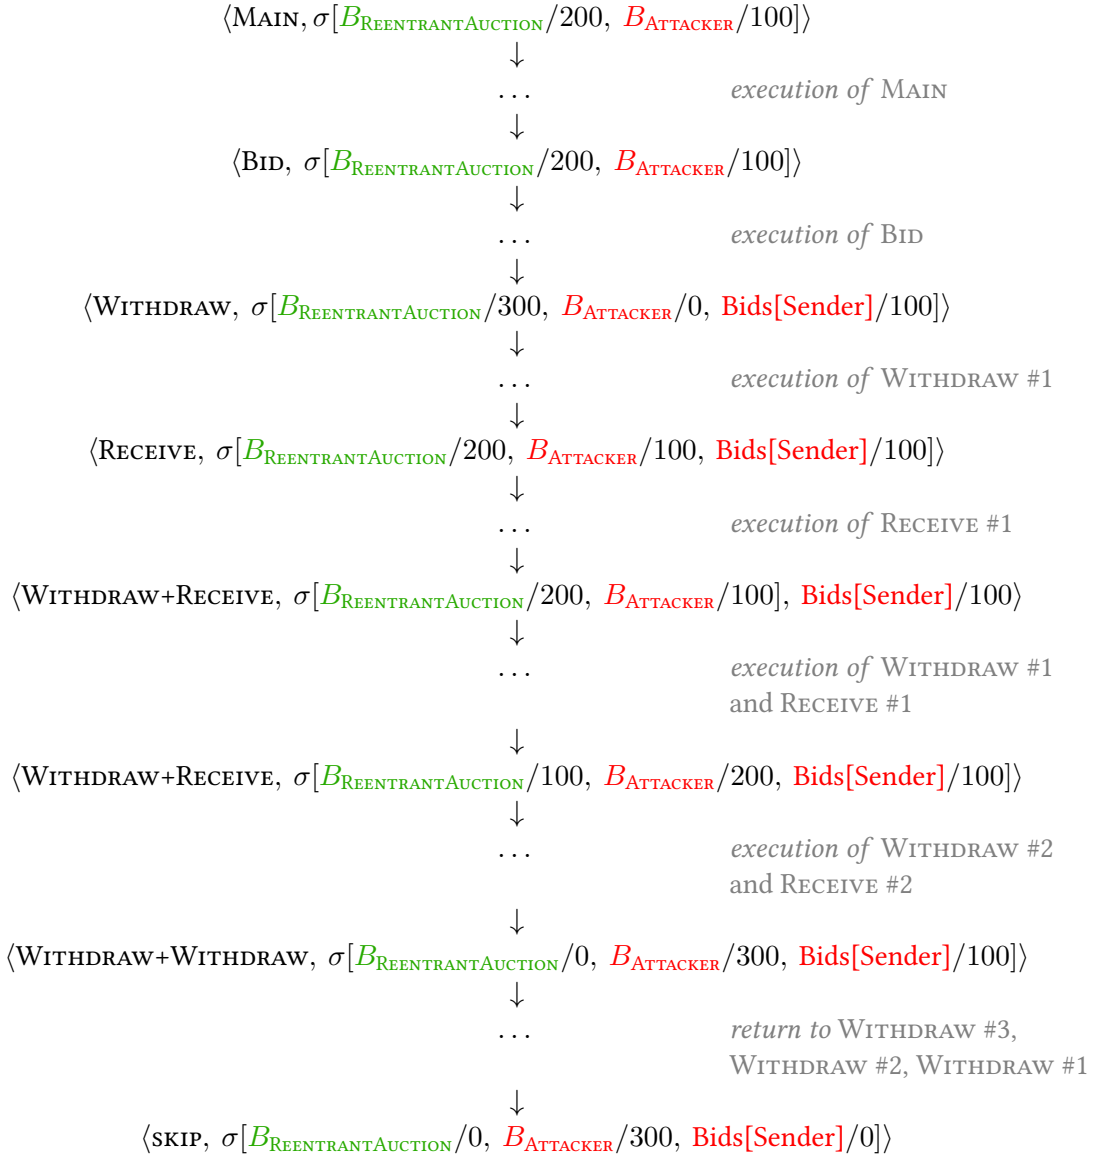 ⟨Main, σ[B_ReentrantAuction/200, B_Attacker/100]⟩
↓
... execution of Main
↓
⟨Bid, σ[B_ReentrantAuction/200, B_Attacker/100]⟩
↓
... execution of Bid
↓
⟨Withdraw, σ[B_ReentrantAuction/300, B_Attacker/0, Bids[Sender]/100]⟩
↓
... execution of Withdraw #1
↓
⟨Receive, σ[B_ReentrantAuction/200, B_Attacker/100, Bids[Sender]/100]⟩
↓
... execution of Receive #1
↓
⟨Withdraw+Receive, σ[B_ReentrantAuction/200, B_Attacker/100], Bids[Sender]/100⟩
↓
... execution of Withdraw #1
and Receive #1
↓
⟨Withdraw+Receive, σ[B_ReentrantAuction/100, B_Attacker/200, Bids[Sender]/100]⟩
↓
... execution of Withdraw #2
and Receive #2
↓
⟨Withdraw+Withdraw, σ[B_ReentrantAuction/0, B_Attacker/300, Bids[Sender]/100]⟩
↓
... return to Withdraw #3,
Withdraw #2, Withdraw #1
↓
⟨skip, σ[B_ReentrantAuction/0, B_Attacker/300, Bids[Sender]/0]⟩